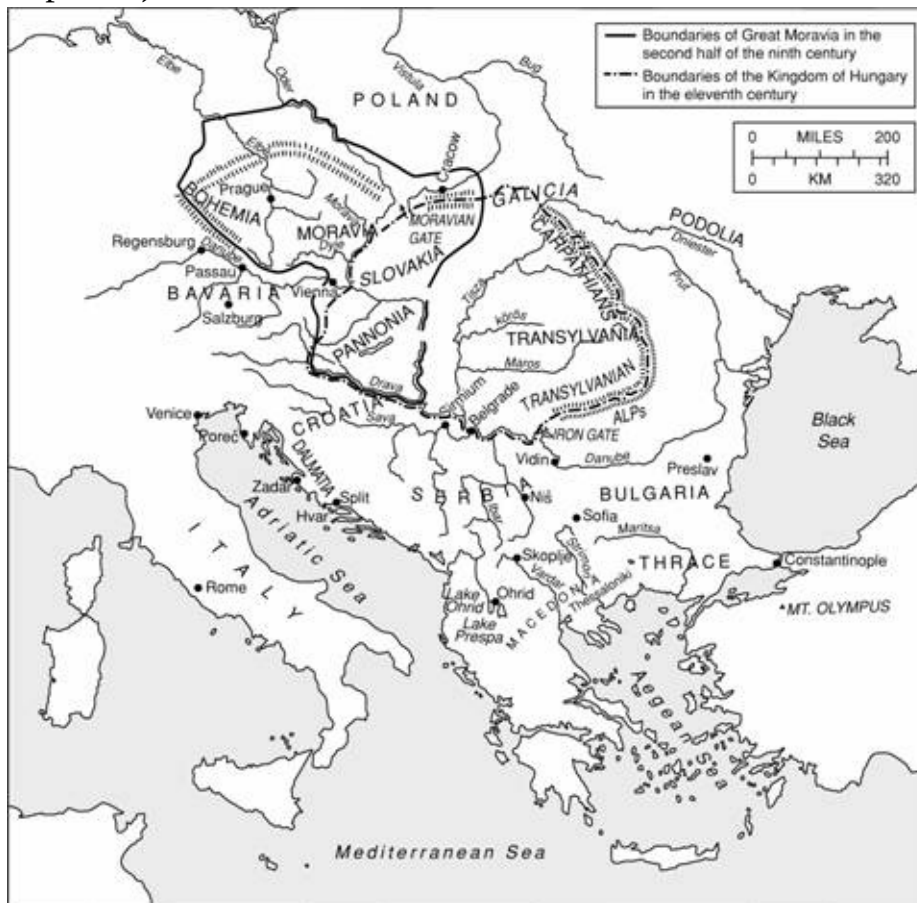 Boundaries of Great Moravia in the
second half of the ninth century
Boundaries of the Kingdom of Hungary
in the eleventh century
0 MILES 200
0 KM 320
Elbe
Oder
Vistula
Bug
POLAND
Elbe
Cracow
Prague
BOHEMIA
MORAVIA
Morava
Dyje
MORAVIAN
GATE
GALICIA
PODOLIA
Dniester
CARPATHIANS
Prut
SLOVAKIA
Regensburg
Danube
Passau
Vienna
BAVARIA
Salzburg
Tisza
körös
TRANSYLVANIA
PANNONIA
Maros
Drava
TRANSYLVANIAN
ALPs
Sirmium
Belgrade
IRON GATE
Venice
CROATIA
Sava
Poreč
DALMATIA
Vidin
Danube
Preslav
Black
Sea
Zadar
Split
SERBIA
Niš
BULGARIA
Hvar
Ibar
Sofia
Maritsa
Adriatic Sea
ITALY
Skoplje
Strimon
THRACE
Constantinople
Vardar
Rome
Lake
Ohrid
Ohrid
MACEDONIA
Thessaloniki
MT. OLYMPUS
Lake
Prespa
Aegean
Sea
Mediterranean Sea